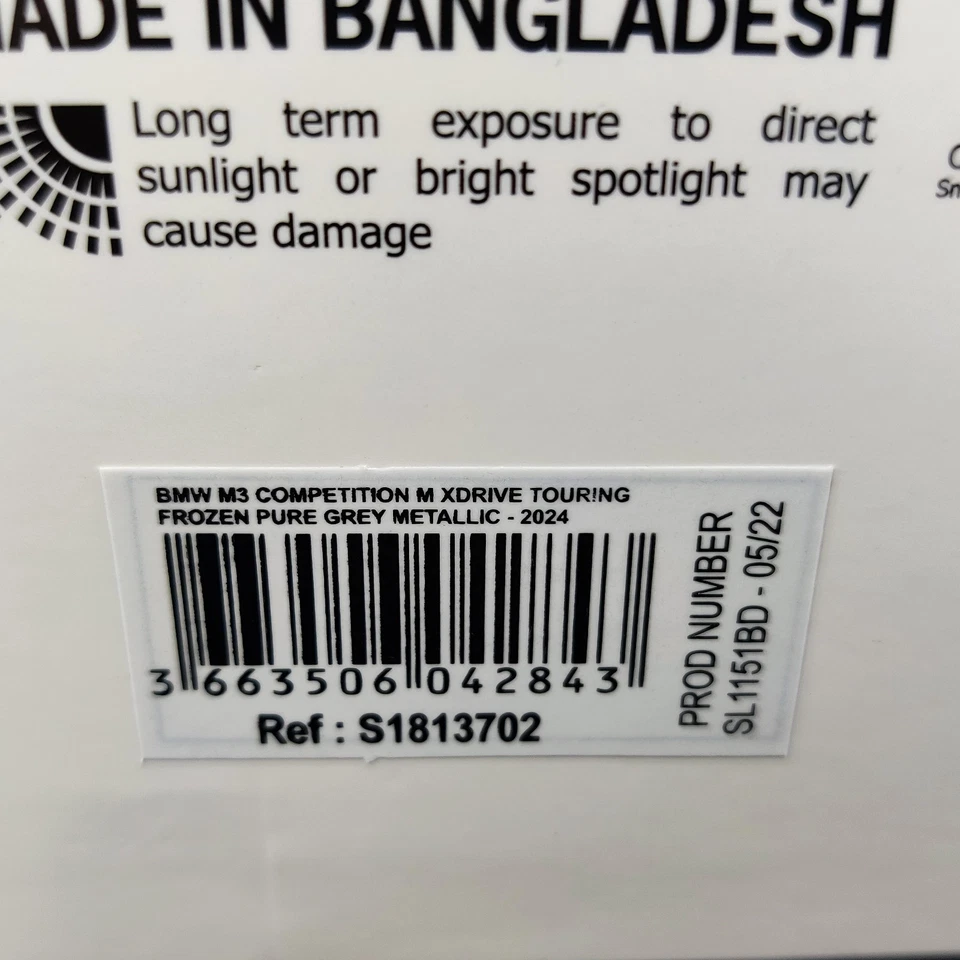 MADE IN BANGLADESH
Long term exposure to direct
sunlight or bright spotlight may
cause damage
BMW M3 COMPETITION M XDRIVE TOURING
FROZEN PURE GREY METALLIC - 2024
3 663506 042843
Ref : S1813702
PROD NUMBER
SL1151BD - 05/22